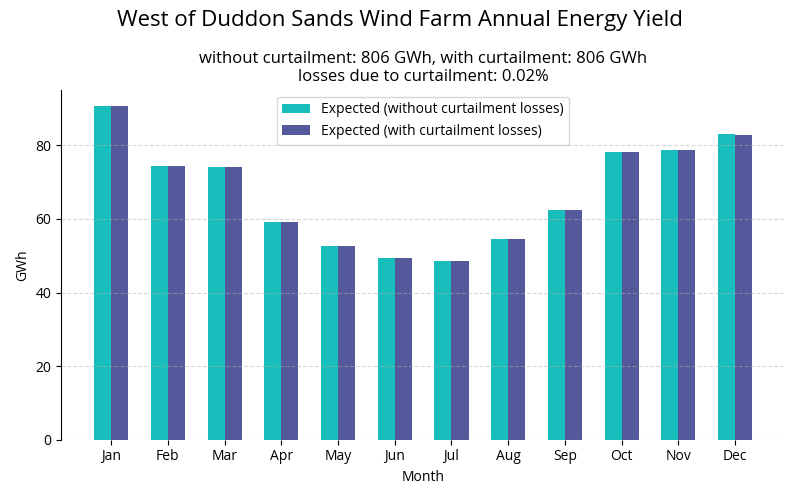 West of Duddon Sands Wind Farm Annual Energy Yield
without curtailment: 806 GWh, with curtailment: 806 GWh
losses due to curtailment: 0.02%
Expected (without curtailment losses)
Expected (with curtailment losses)
80
60
40
20
0
GWh
Jan Feb Mar Apr May Jun Jul Aug Sep Oct Nov Dec
Month